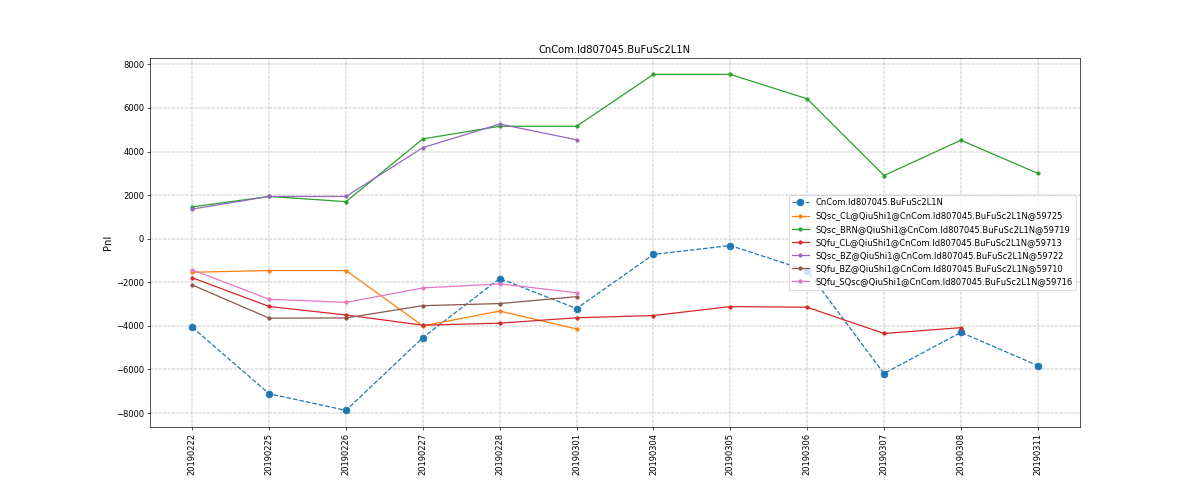 CnCom.Id807045.BuFuSc2L1N
8000
6000
4000
2000
0
−2000
−4000
−6000
−8000
Pnl
CnCom.Id807045.BuFuSc2L1N
SQsc_CL@QiuShi1@CnCom.Id807045.BuFuSc2L1N@59725
SQsc_BRN@QiuShi1@CnCom.Id807045.BuFuSc2L1N@59719
SQfu_CL@QiuShi1@CnCom.Id807045.BuFuSc2L1N@59713
SQsc_BZ@QiuShi1@CnCom.Id807045.BuFuSc2L1N@59722
SQfu_BZ@QiuShi1@CnCom.Id807045.BuFuSc2L1N@59710
SQfu_SQsc@QiuShi1@CnCom.Id807045.BuFuSc2L1N@59716
20190222
20190225
20190226
20190227
20190228
20190301
20190304
20190305
20190306
20190307
20190308
20190311